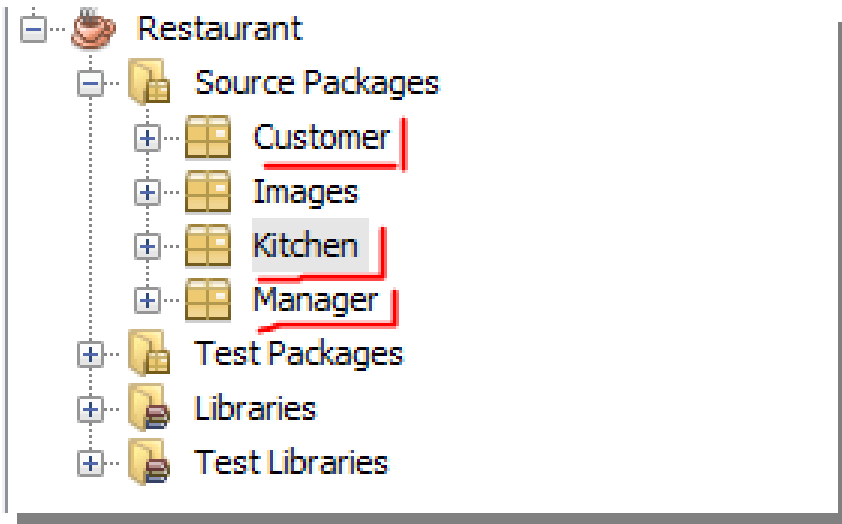 Restaurant
Source Packages
Customer
Images
Kitchen
Manager
Test Packages
Libraries
Test Libraries